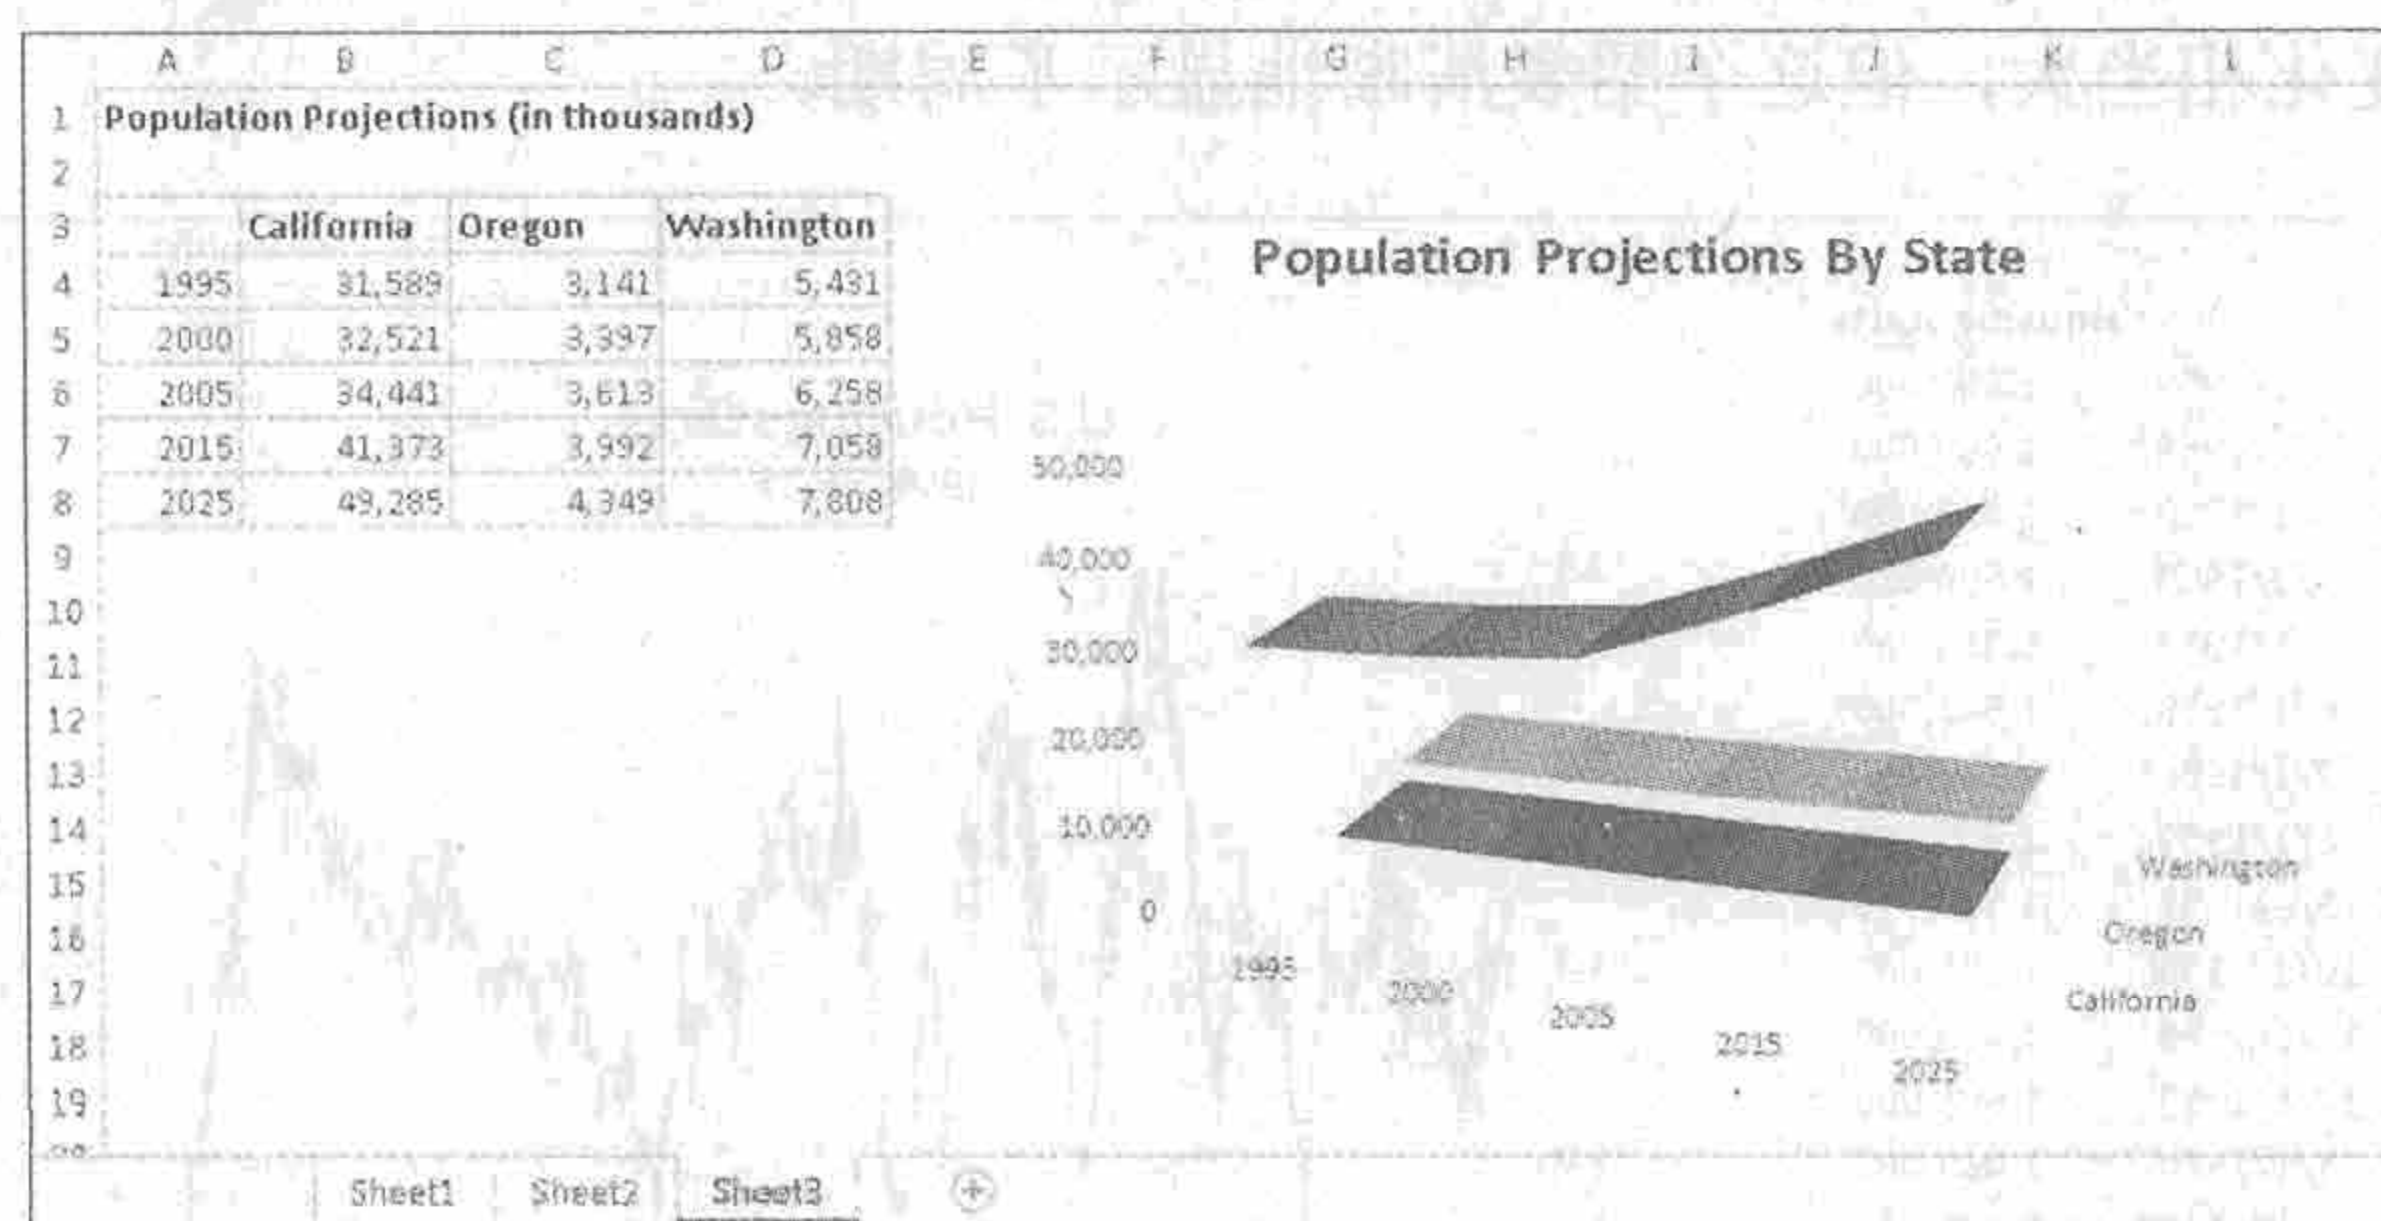 A B C D E F G H I J K L
1 Population Projections (in thousands)
2
3 California Oregon Washington
4 1995 31,589 3,141 5,431
5 2000 32,521 3,397 5,858
6 2005 34,441 3,613 6,258
7 2015 41,373 3,992 7,058
8 2025 49,285 4,349 7,808
9
10
11
12
13
14
15
16
17
18
19
Population Projections By State
50,000
40,000
30,000
20,000
10,000
0
1995
2000
2005
2015
2025
Washington
Oregon
California
Sheet1 Sheet2 Sheet3